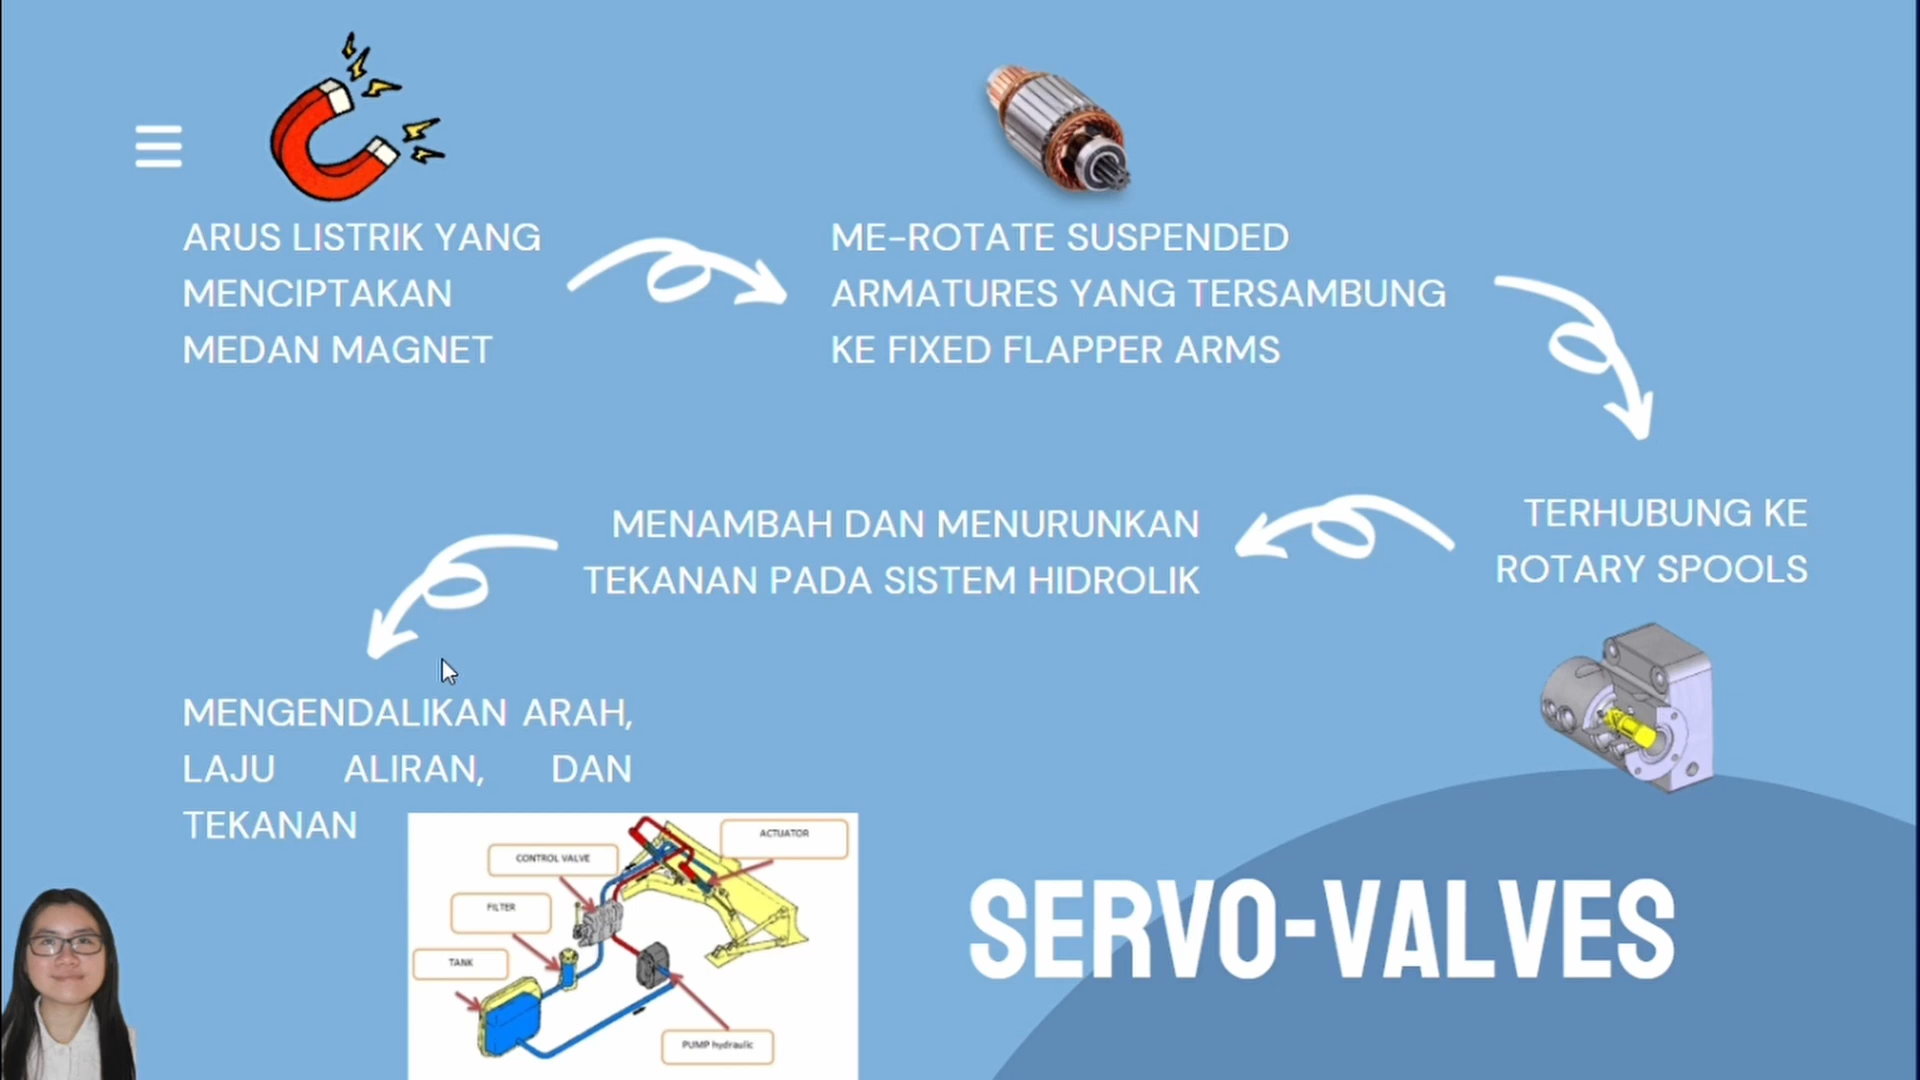 ARUS LISTRIK YANG
MENCIPTAKAN
MEDAN MAGNET
ME-ROTATE SUSPENDED
ARMATURES YANG TERSAMBUNG
KE FIXED FLAPPER ARMS
TERHUBUNG KE
ROTARY SPOOLS
MENAMBAH DAN MENURUNKAN
TEKANAN PADA SISTEM HIDROLIK
MENGENDALIKAN ARAH,
LAJU ALIRAN, DAN
TEKANAN
ACTUATOR
CONTROL VALVE
FILTER
TANK
PUMP hydraulic
SERVO-VALVES